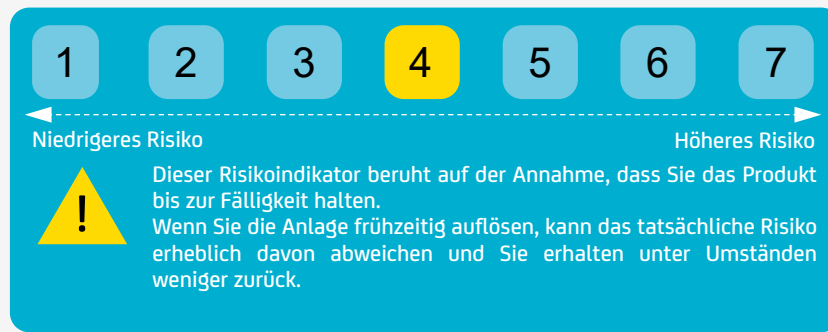 1 2 3 4 5 6 7
Niedrigeres Risiko Höheres Risiko
Dieser Risikoindikator beruht auf der Annahme, dass Sie das Produkt
bis zur Fälligkeit halten.
Wenn Sie die Anlage frühzeitig auflösen, kann das tatsächliche Risiko
erheblich davon abweichen und Sie erhalten unter Umständen
weniger zurück.
!